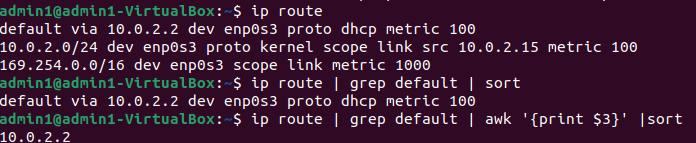 admin1@admin1-VirtualBox:~$ ip route
default via 10.0.2.2 dev enp0s3 proto dhcp metric 100
10.0.2.0/24 dev enp0s3 proto kernel scope link src 10.0.2.15 metric 100
169.254.0.0/16 dev enp0s3 scope link metric 1000
admin1@admin1-VirtualBox:~$ ip route | grep default | sort
default via 10.0.2.2 dev enp0s3 proto dhcp metric 100
admin1@admin1-VirtualBox:~$ ip route | grep default | awk '{print $3}' |sort
10.0.2.2